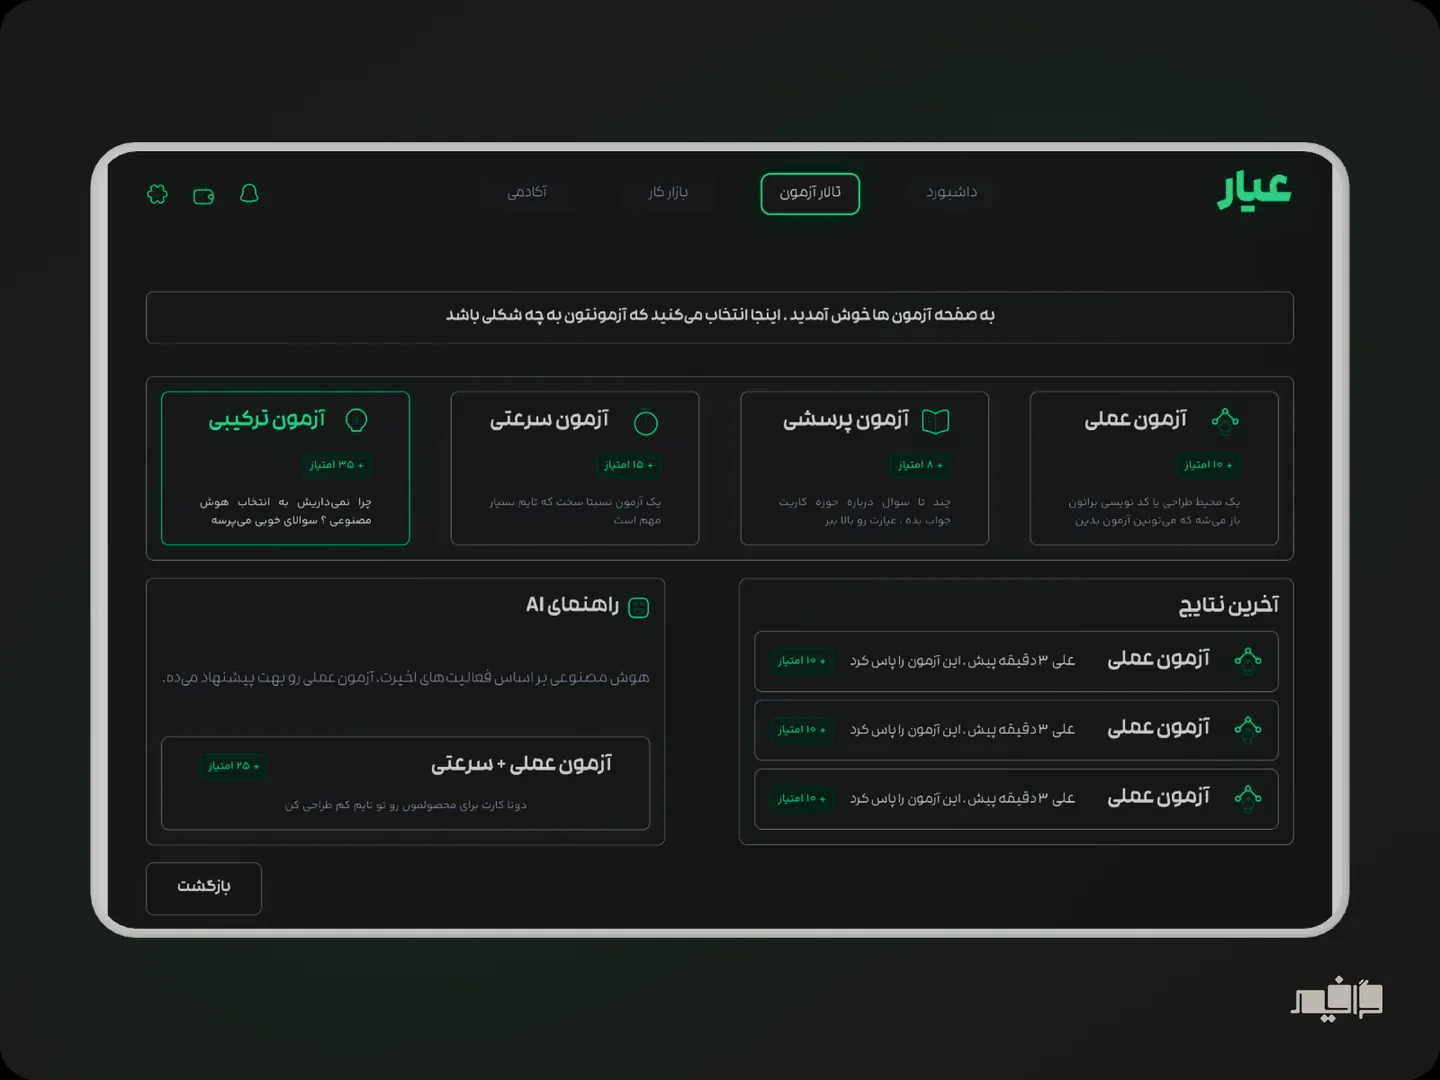 عیار
داشبورد
تالار آزمون
بازار کار
آکادمی
به صفحه آزمون ها خوش آمدید . اینجا انتخاب می‌کنید که آزمونتون به چه شکلی باشد
آزمون عملی
+ ۱۰ امتیاز
یک محیط طراحی یا کد نویسی براتون
باز می‌شه که می‌تونین آزمون بدین
آزمون پرسشی
+ ۸ امتیاز
چند تا سوال درباره حوزه کاریت
جواب بده ، عیارت رو بالا ببر
آزمون سرعتی
+ ۱۵ امتیاز
یک آزمون نسبتا سخت که تایم بسیار
مهم است
آزمون ترکیبی
+ ۳۵ امتیاز
چرا نمی‌داریش به انتخاب هوش
مصنوعی ؟ سوالای خوبی می‌پرسه
آخرین نتایج
آزمون عملی
علی ۳ دقیقه پیش ، این آزمون را پاس کرد
+ ۱۰ امتیاز
آزمون عملی
علی ۳ دقیقه پیش ، این آزمون را پاس کرد
+ ۱۰ امتیاز
آزمون عملی
علی ۳ دقیقه پیش ، این آزمون را پاس کرد
+ ۱۰ امتیاز
راهنمای AI
هوش مصنوعی بر اساس فعالیت‌های اخیرت، آزمون عملی رو بهت پیشنهاد می‌ده.
آزمون عملی + سرعتی
+ ۲۵ امتیاز
دوتا کارت برای محصولمون رو تو تایم کم طراحی کن
بازگشت